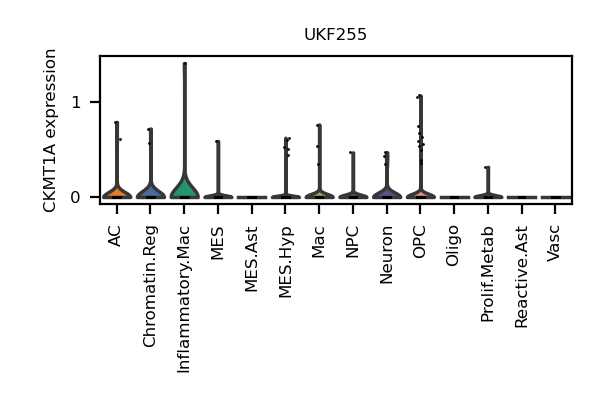 UKF255
CKMT1A expression
1
0
AC
Chromatin.Reg
Inflammatory.Mac
MES
MES.Ast
MES.Hyp
Mac
NPC
Neuron
OPC
Oligo
Prolif.Metab
Reactive.Ast
Vasc